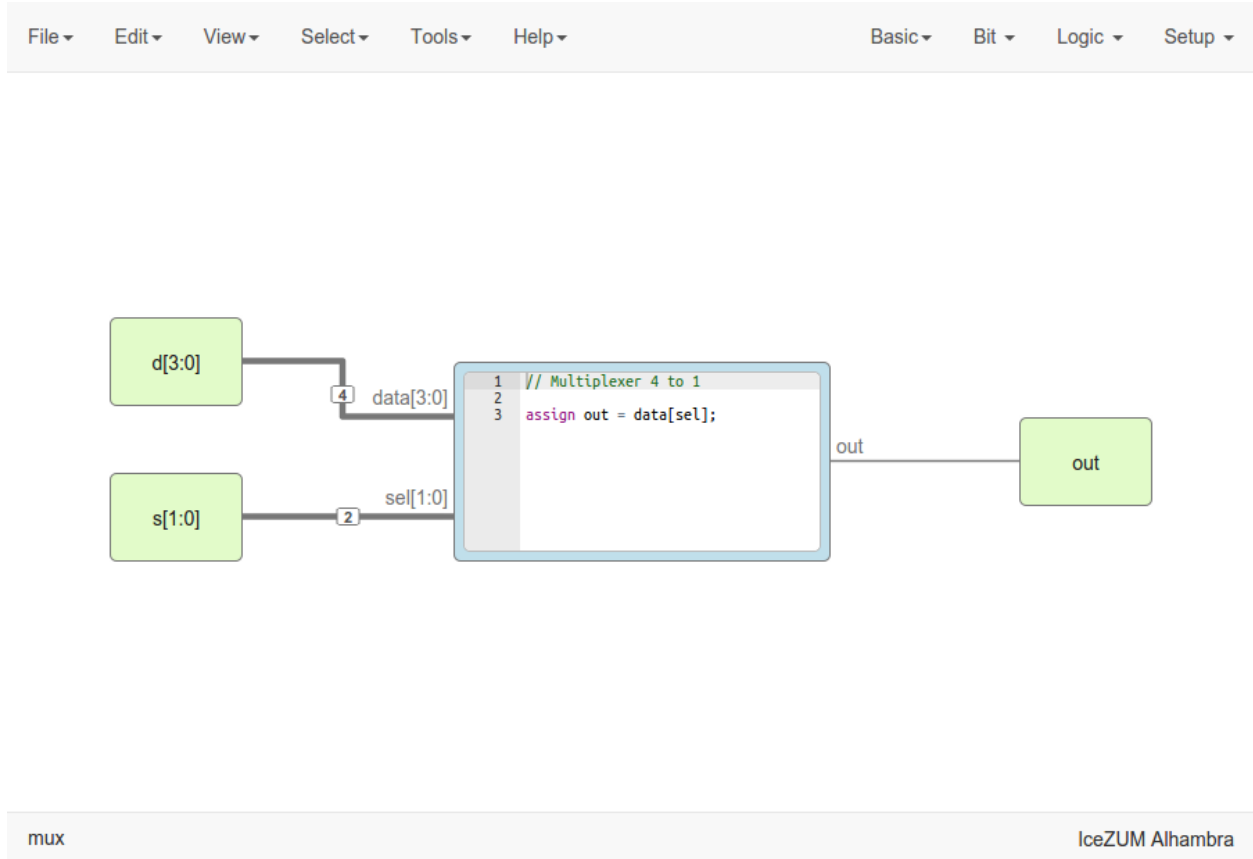 File Edit View Select Tools Help Basic Bit Logic Setup
d[3:0]
4
data[3:0]
s[1:0]
2
sel[1:0]
1 // Multiplexer 4 to 1
2
3 assign out = data[sel];
out
out
mux
IceZUM Alhambra